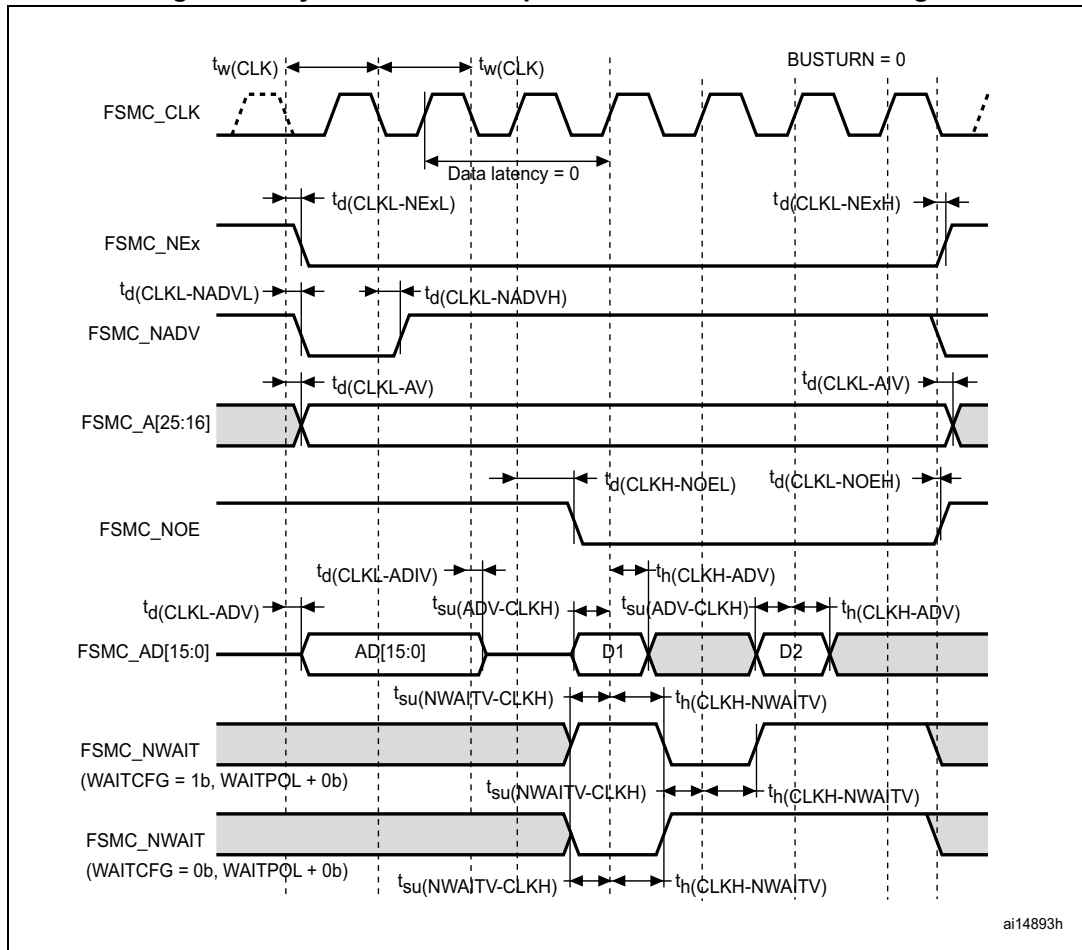 tw(CLK) tw(CLK) BUSTURN = 0
FSMC_CLK
Data latency = 0
td(CLKL-NExL) td(CLKL-NExH)
FSMC_NEx
td(CLKL-NADVL) td(CLKL-NADVH)
FSMC_NADV
td(CLKL-AV) td(CLKL-AIV)
FSMC_A[25:16]
td(CLKH-NOEL) td(CLKL-NOEH)
FSMC_NOE
td(CLKL-ADIV) th(CLKH-ADV)
td(CLKL-ADV) tsu(ADV-CLKH) tsu(ADV-CLKH) th(CLKH-ADV)
FSMC_AD[15:0] AD[15:0] D1 D2
tsu(NWAITV-CLKH) th(CLKH-NWAITV)
FSMC_NWAIT
(WAITCFG = 1b, WAITPOL + 0b)
tsu(NWAITV-CLKH) th(CLKH-NWAITV)
FSMC_NWAIT
(WAITCFG = 0b, WAITPOL + 0b)
tsu(NWAITV-CLKH) th(CLKH-NWAITV)
ai14893h